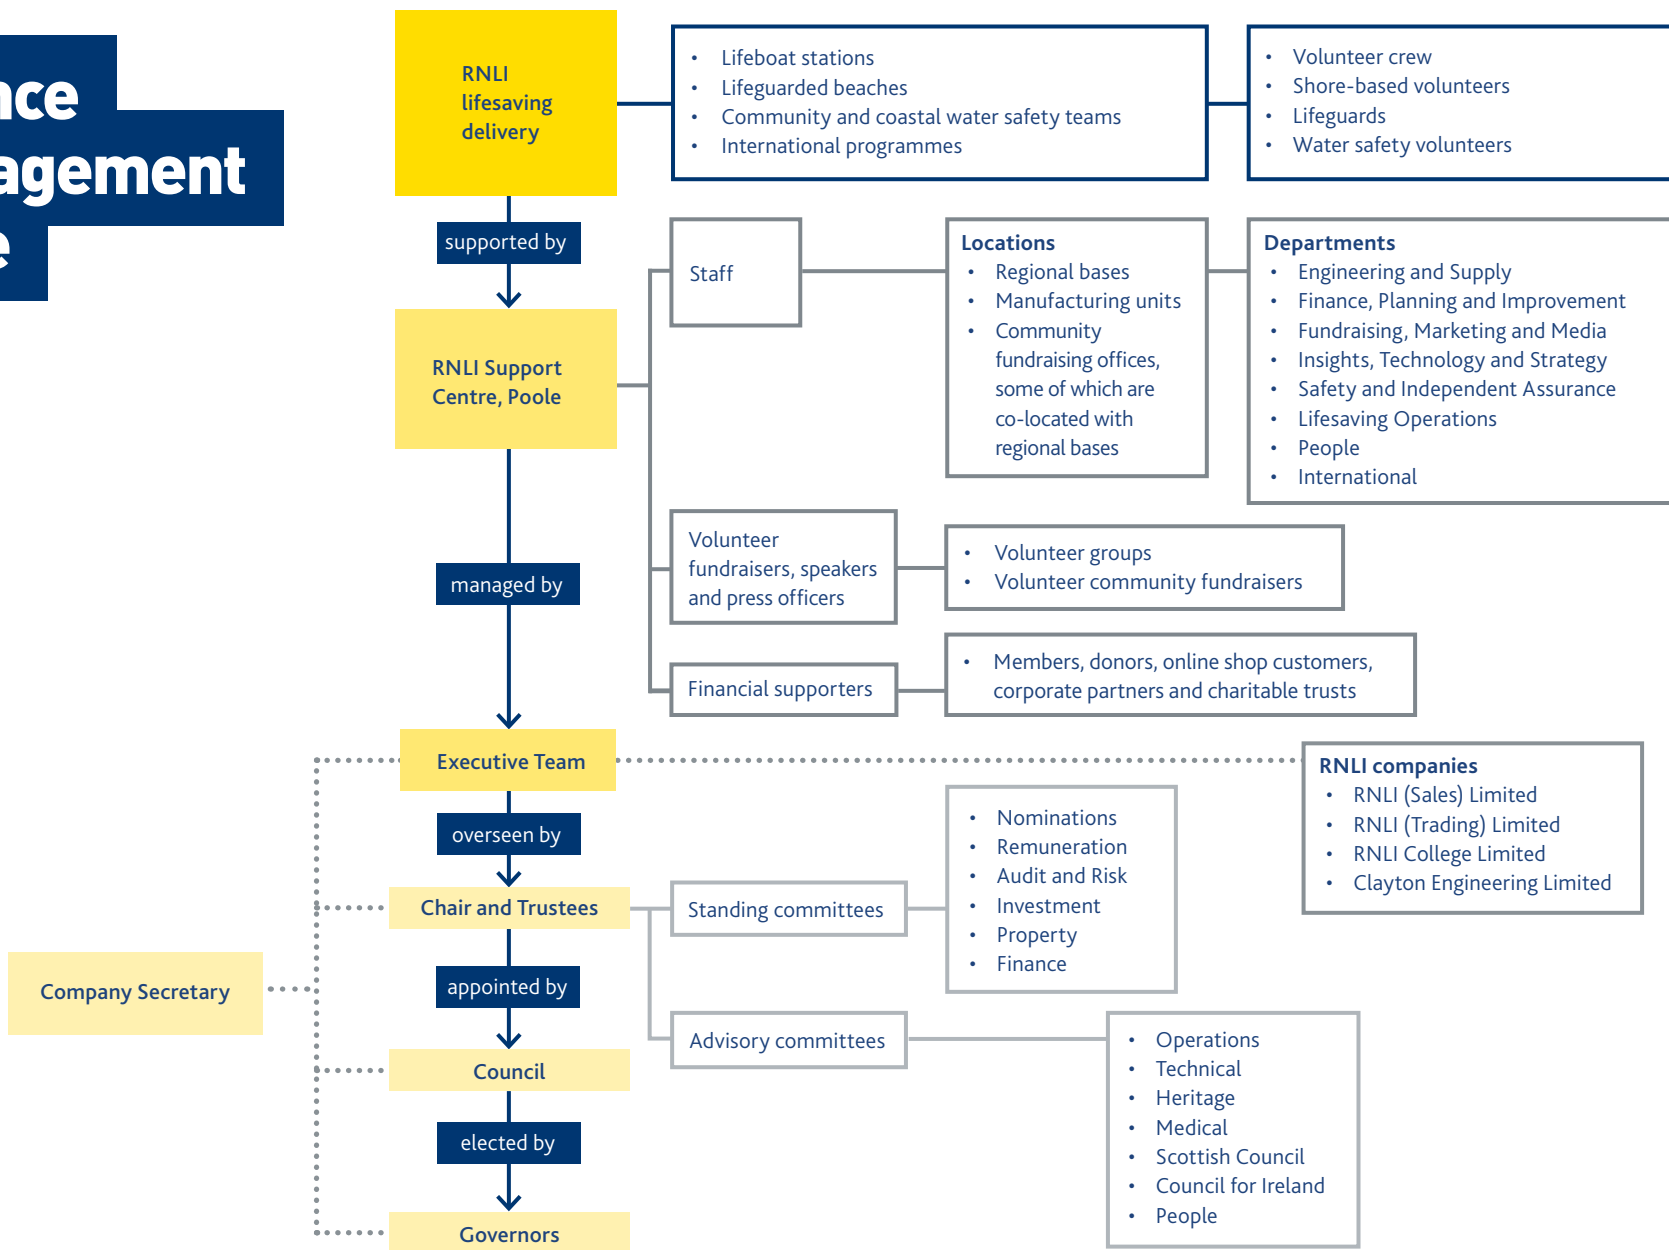 nce
agement
e
RNLI
lifesaving
delivery
• Lifeboat stations
• Lifeguarded beaches
• Community and coastal water safety teams
• International programmes
• Volunteer crew
• Shore-based volunteers
• Lifeguards
• Water safety volunteers
supported by
Staff
Locations
• Regional bases
• Manufacturing units
• Community
fundraising offices,
some of which are
co-located with
regional bases
Departments
• Engineering and Supply
• Finance, Planning and Improvement
• Fundraising, Marketing and Media
• Insights, Technology and Strategy
• Safety and Independent Assurance
• Lifesaving Operations
• People
• International
RNLI Support
Centre, Poole
Volunteer
fundraisers, speakers
and press officers
• Volunteer groups
• Volunteer community fundraisers
managed by
Financial supporters
• Members, donors, online shop customers,
corporate partners and charitable trusts
Executive Team
RNLI companies
• RNLI (Sales) Limited
• RNLI (Trading) Limited
• RNLI College Limited
• Clayton Engineering Limited
overseen by
Chair and Trustees
Standing committees
• Nominations
• Remuneration
• Audit and Risk
• Investment
• Property
• Finance
Company Secretary
appointed by
Advisory committees
• Operations
• Technical
• Heritage
• Medical
• Scottish Council
• Council for Ireland
• People
Council
elected by
Governors